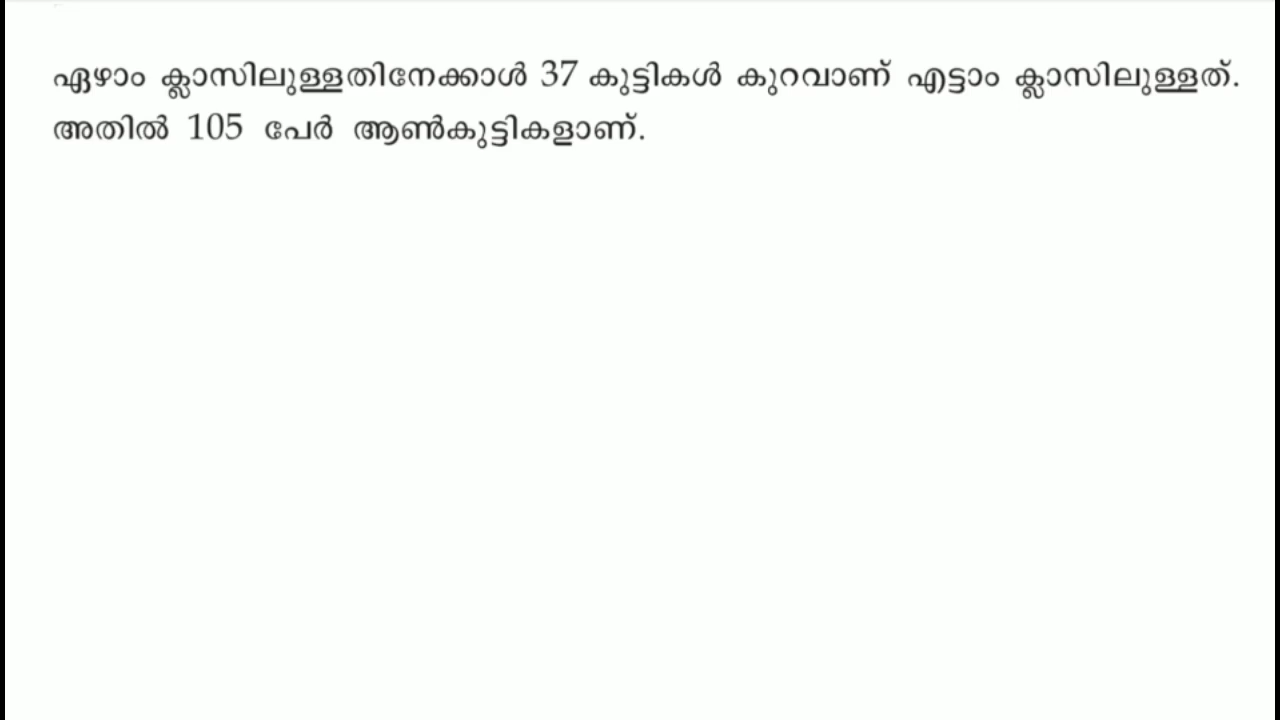 ഏഴാം ക്ലാസിലുള്ളതിനേക്കാൾ 37 കുട്ടികൾ കുറവാണ് എട്ടാം ക്ലാസിലുള്ളത്.
അതിൽ 105 പേർ ആൺകുട്ടികളാണ്.